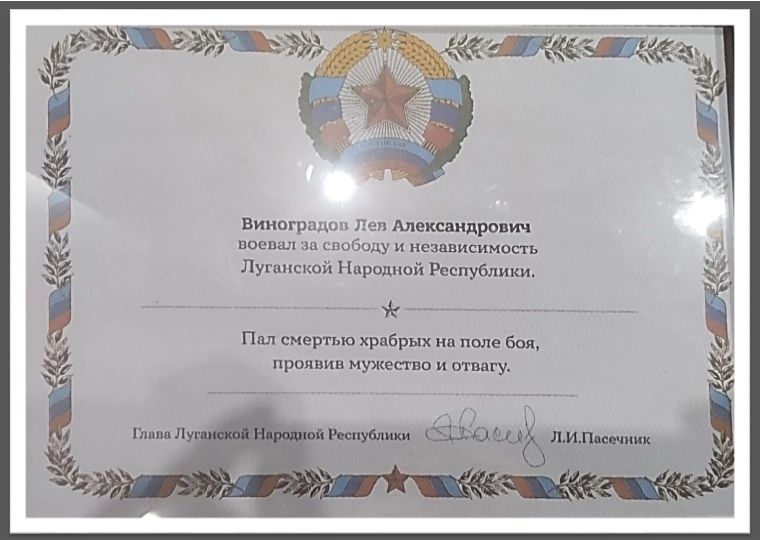 Виноградов Лев Александрович
воевал за свободу и независимость
Луганской Народной Республики.
Пал смертью храбрых на поле боя,
проявив мужество и отвагу.
Глава Луганской Народной Республики Л.И.Пасечник